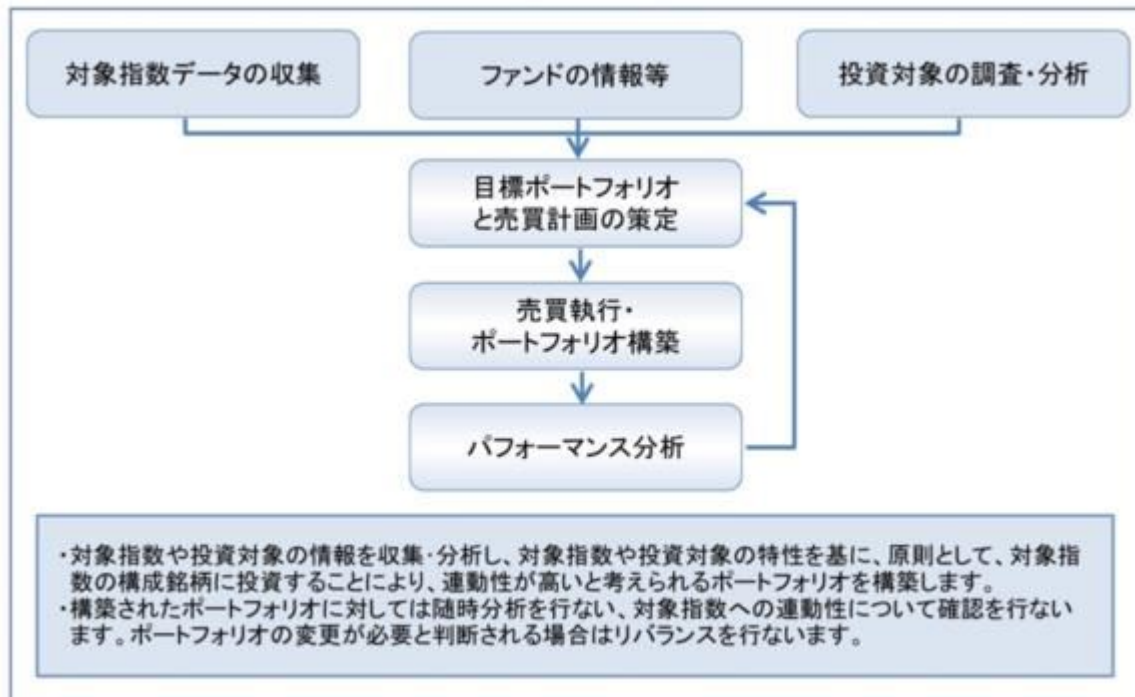 対象指数データの収集
ファンドの情報等
投資対象の調査・分析
目標ポートフォリオ
と売買計画の策定
売買執行・
ポートフォリオ構築
パフォーマンス分析
・対象指数や投資対象の情報を収集・分析し、対象指数や投資対象の特性を基に、原則として、対象指
数の構成銘柄に投資することにより、連動性が高いと考えられるポートフォリオを構築します。
・構築されたポートフォリオに対しては随時分析を行ない、対象指数への連動性について確認を行ない
ます。ポートフォリオの変更が必要と判断される場合はリバランスを行ないます。